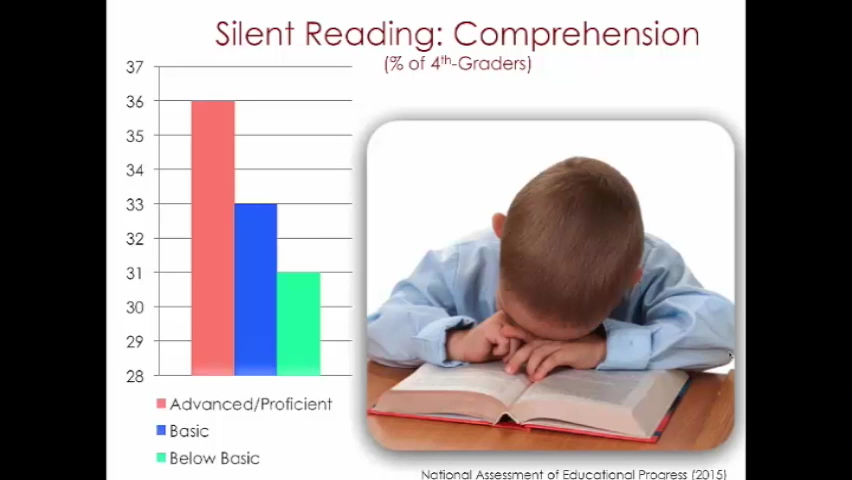 Silent Reading: Comprehension
(% of 4th-Graders)
37
36
35
34
33
32
31
30
29
28
Advanced/Proficient
Basic
Below Basic
National Assessment of Educational Progress (2015)